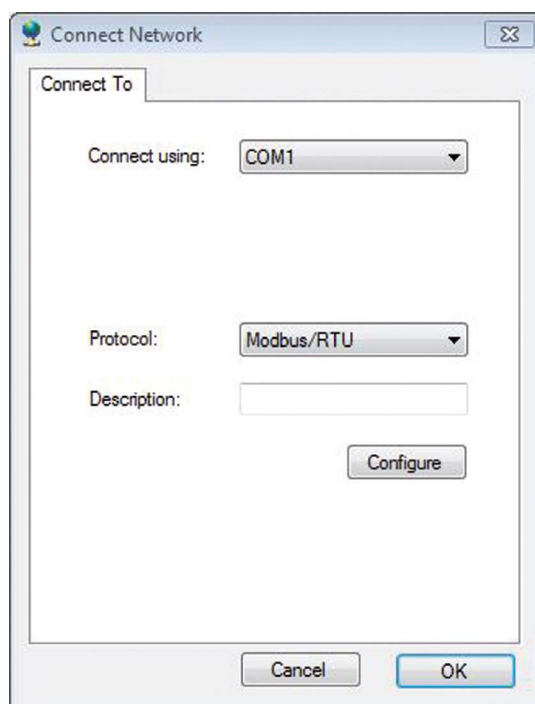 Connect Network
Connect To
Connect using: COM1
Protocol: Modbus/RTU
Description:
Configure
Cancel OK